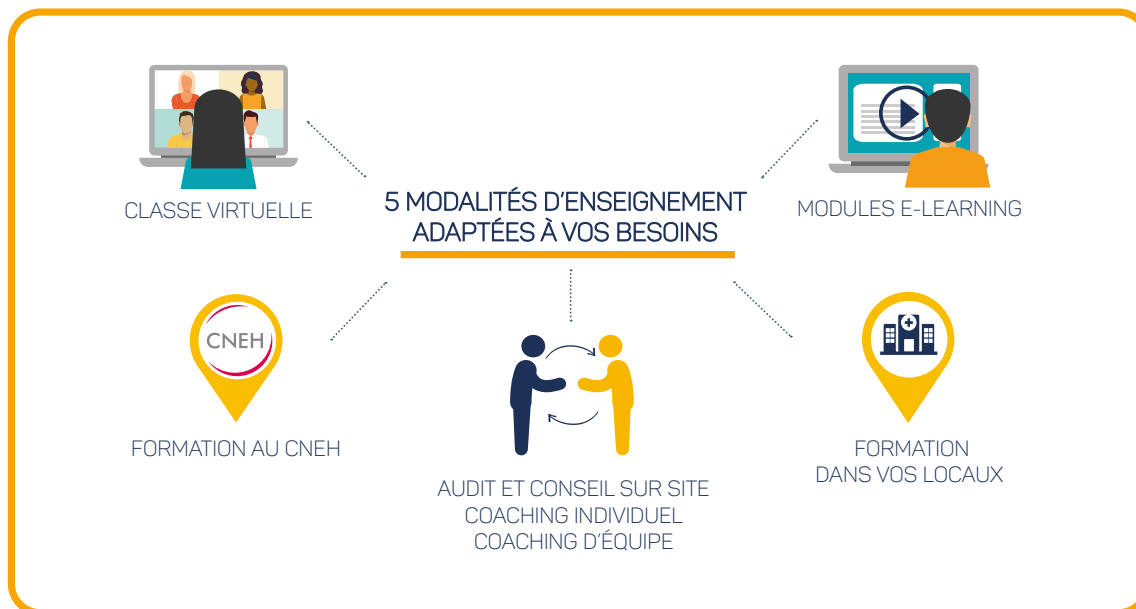 CLASSE VIRTUELLE
5 MODALITÉS D'ENSEIGNEMENT
ADAPTÉES À VOS BESOINS
MODULES E-LEARNING
CNEH
FORMATION AU CNEH
AUDIT ET CONSEIL SUR SITE
COACHING INDIVIDUEL
COACHING D'ÉQUIPE
FORMATION
DANS VOS LOCAUX